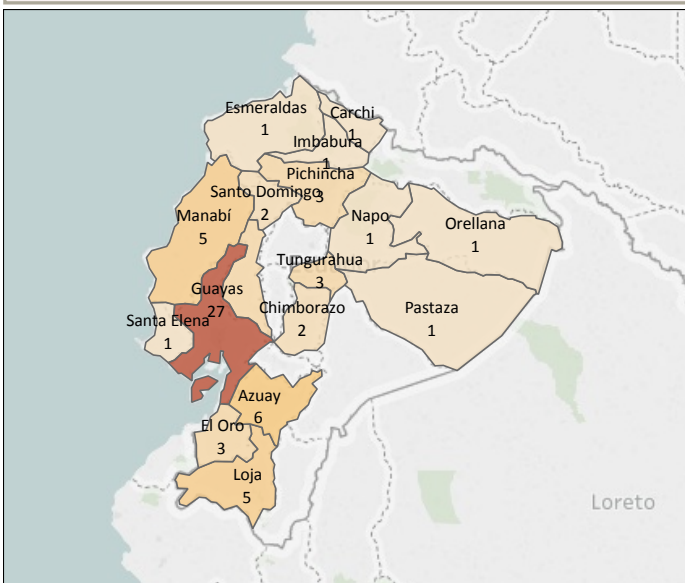 Esmeraldas
1
Carchi
1
Imbabura
1
Pichincha
3
Santo Domingo
2
Manabí
5
Napo
1
Orellana
1
Tungurahua
3
Guayas
27
Chimborazo
2
Pastaza
1
Santa Elena
1
Azuay
6
El Oro
3
Loja
5
Loreto